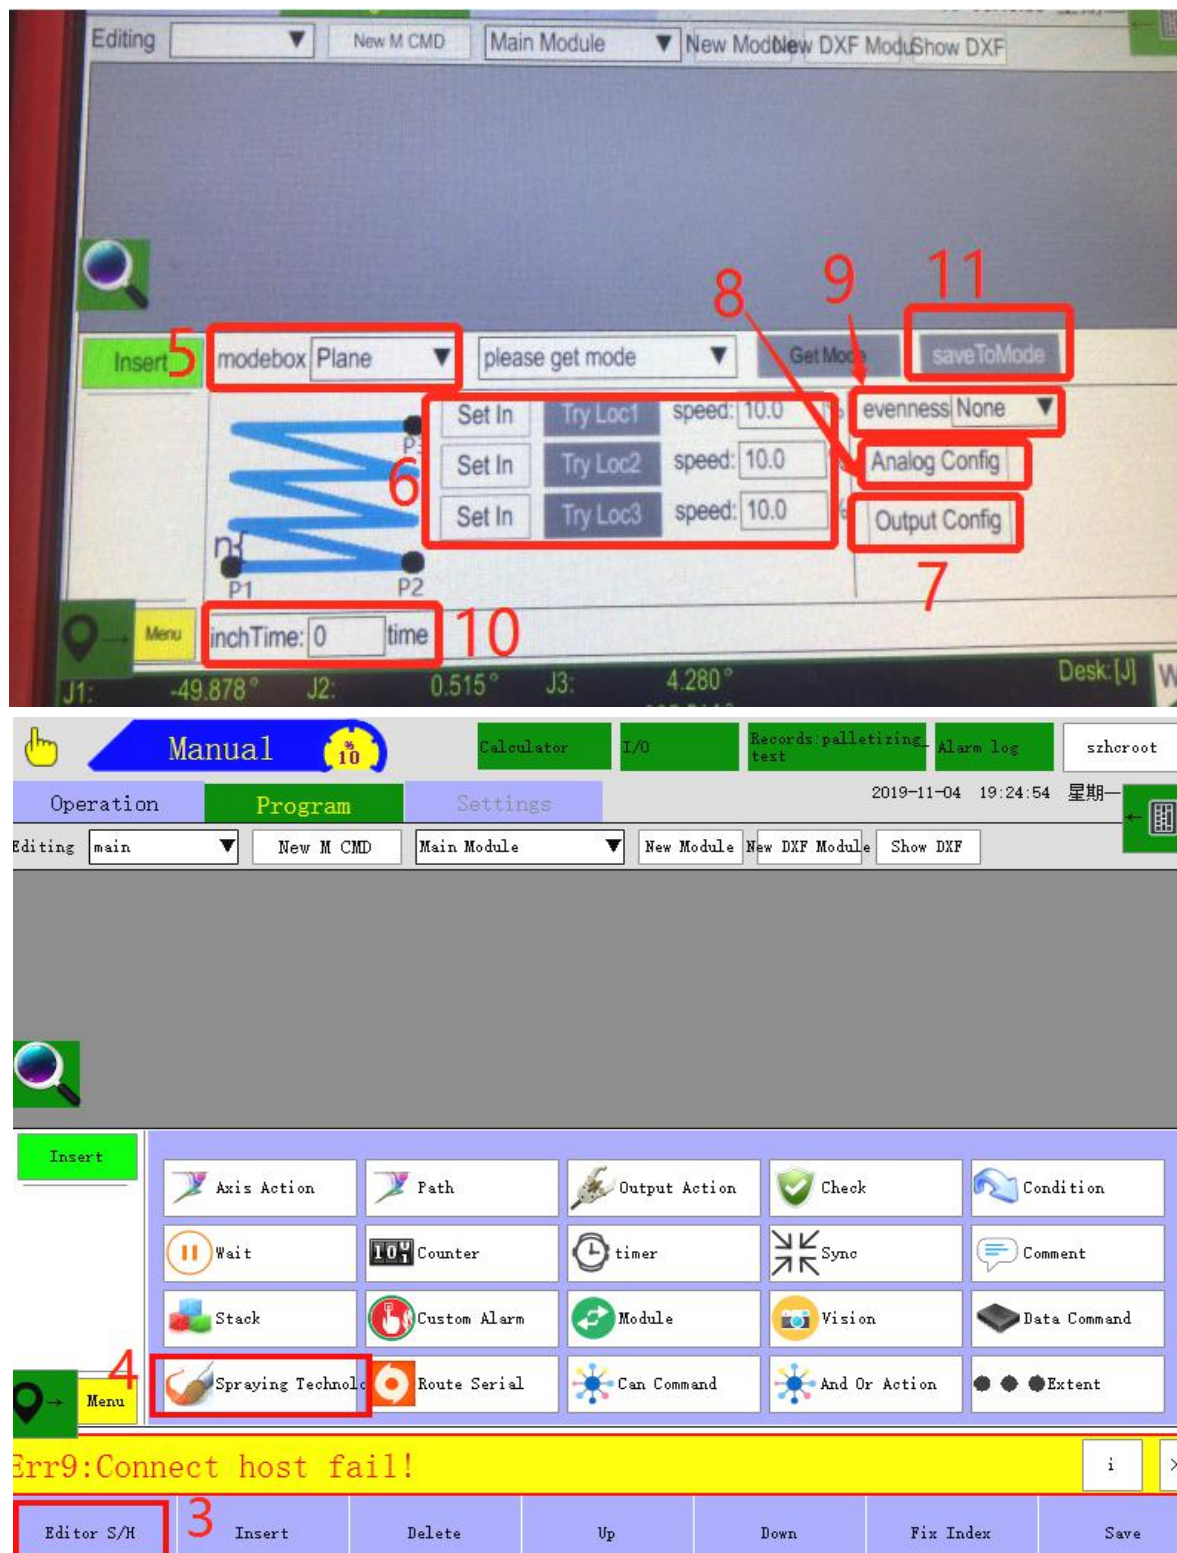 Editing New M CMD Main Module New Module New DXF Modu Show DXF
8 9 11
Insert 5 modebox Plane please get mode Get Mode saveToMode
Set In Try Loc1 speed: 10.0 % evenness None
6 Set In Try Loc2 speed: 10.0 Analog Config
Set In Try Loc3 speed: 10.0 % Output Config
n{
P1 P2
7
Menu inchTime: 0 time 10
J1: -49.878° J2: 0.515° J3: 4.280° Desk:[J] W
Manual % 10 Calculator I/O Records:palletizing_ test Alarm log szhcroot
Operation Program Settings 2019-11-04 19:24:54 星期一
Editing main New M CMD Main Module New Module New DXF Module Show DXF
Insert
Axis Action Path Output Action Check Condition
Wait Counter timer Sync Comment
Stack Custom Alarm Module Vision Data Command
4 Menu Spraying Technolo Route Serial Can Command And Or Action Extent
Err9:Connect host fail! i
Editor S/H 3 Insert Delete Up Down Fix Index Save